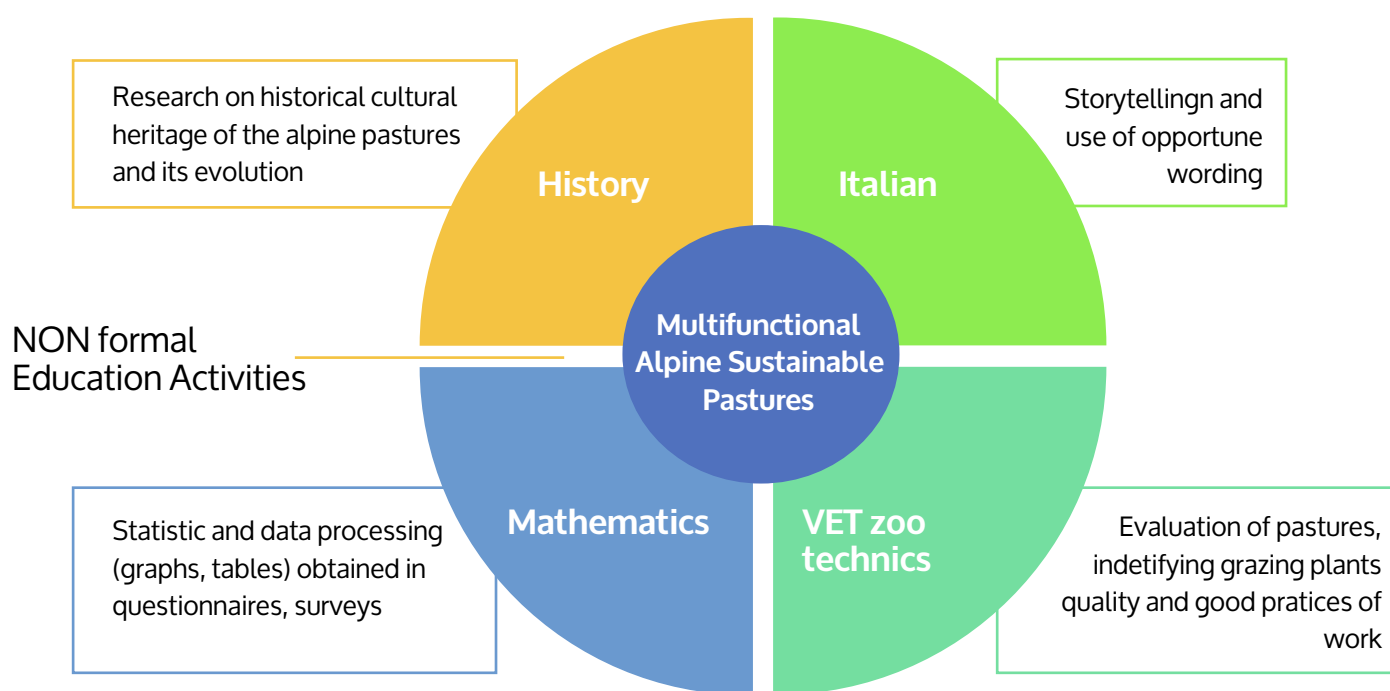 Research on historical cultural
heritage of the alpine pastures
and its evolution
History
Italian
Storytellingn and
use of opportune
wording
NON formal
Education Activities
Multifunctional
Alpine Sustainable
Pastures
Statistic and data processing
(graphs, tables) obtained in
questionnaires, surveys
Mathematics
VET zoo
technics
Evaluation of pastures,
indetifying grazing plants
quality and good pratices of
work